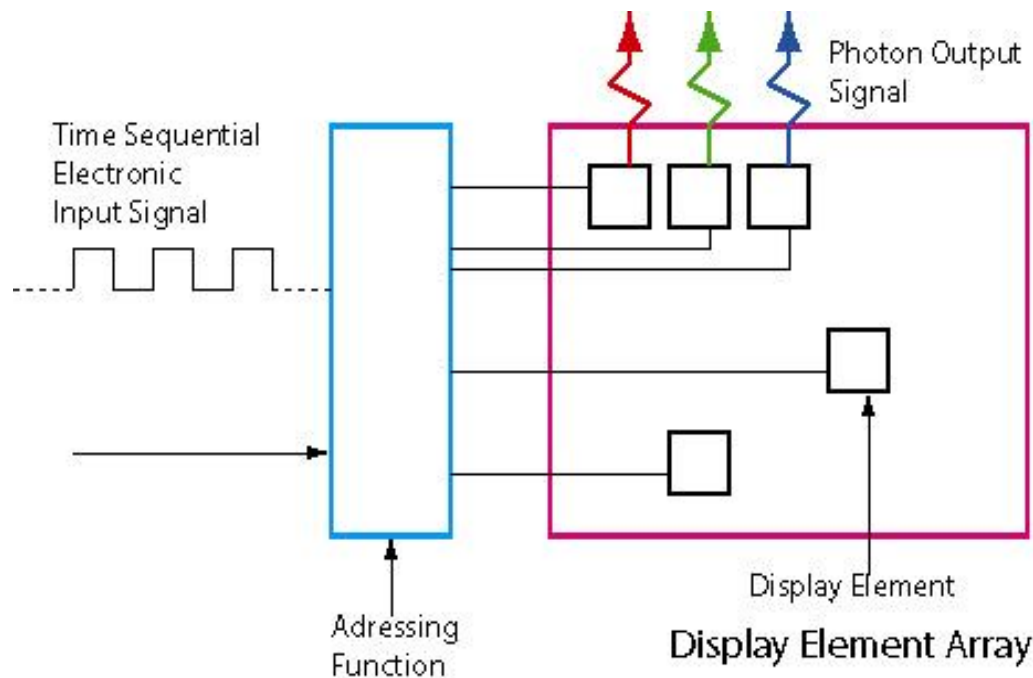 Photon Output
Signal
Time Sequential
Electronic
Input Signal
Display Element
Adressing
Function
Display Element Array